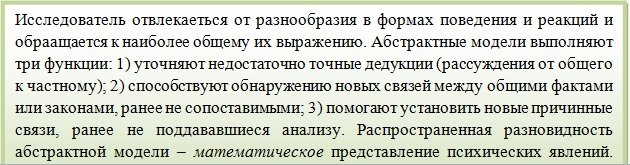 Исследователь отвлекаеться от разнообразия в формах поведения и реакций и
обраащается к наиболее общему их выражению. Абстрактные модели выполняют
три функции: 1) уточняют недостаточно точные дедукции (рассуждения от общего
к частному); 2) способствуют обнаружению новых связей между общими фактами
или законами, ранее не сопоставимыми; 3) помогают установить новые причинные
связи, ранее не поддававшиеся анализу. Распространенная разновидность
абстрактной модели – математическое представление психических явлений.